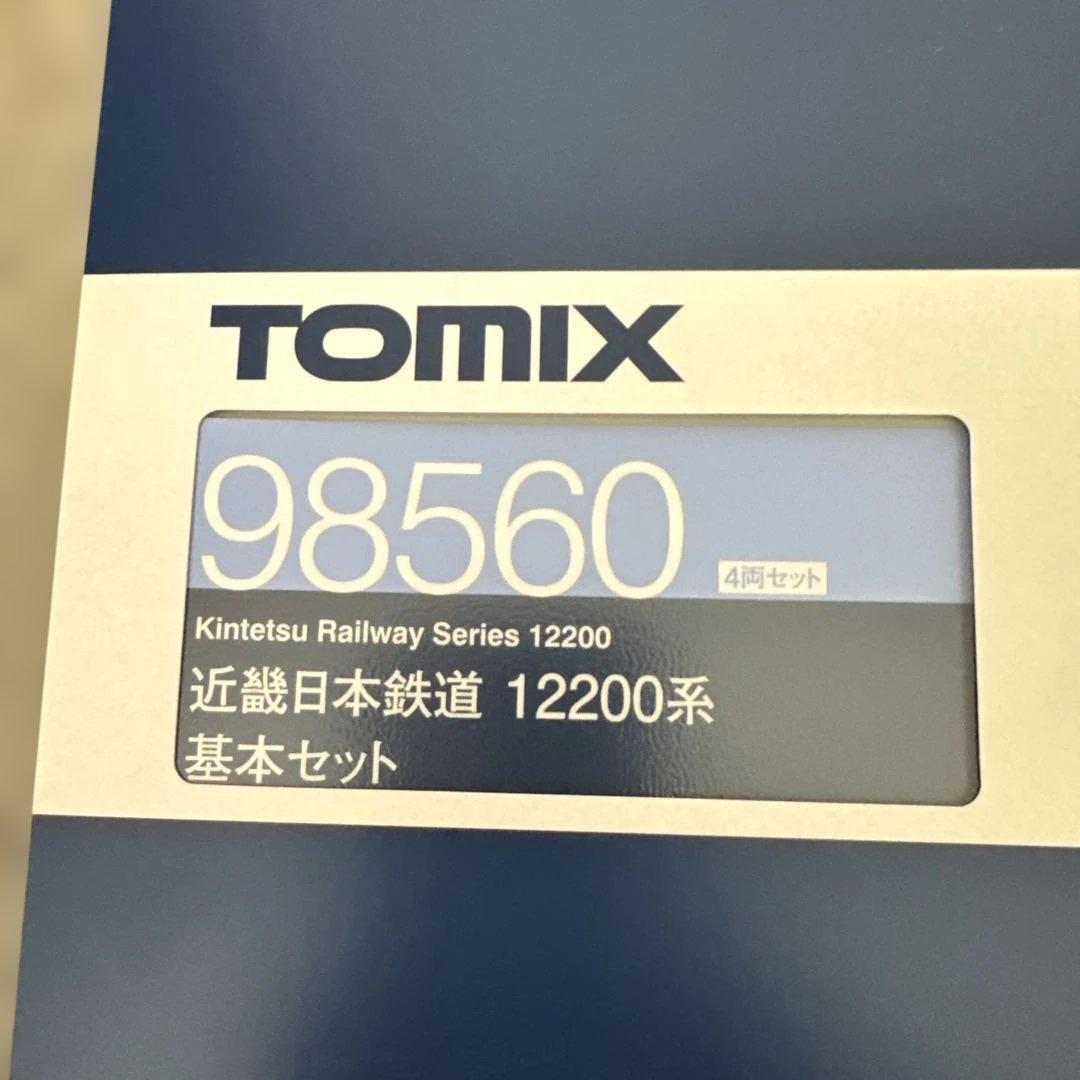 TOMIX
98560 4両セット
Kintetsu Railway Series 12200
近畿日本鉄道 12200系
基本セット